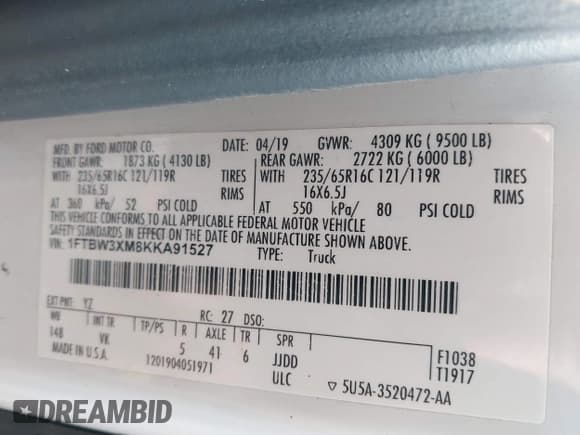 MFD. BY FORD MOTOR CO. DATE: 04/19 GVWR: 4309 KG ( 9500 LB)
FRONT GAWR: 1873 KG ( 4130 LB) REAR GAWR: 2722 KG ( 6000 LB)
WITH 235/65R16C 121/119R TIRES WITH 235/65R16C 121/119R TIRES
16X6.5J RIMS 16X6.5J RIMS
AT 360 kPa/ 52 PSI COLD AT 550 kPa/ 80 PSI COLD
THIS VEHICLE CONFORMS TO ALL APPLICABLE FEDERAL MOTOR VEHICLE
SAFETY STANDARDS IN EFFECT ON THE DATE OF MANUFACTURE SHOWN ABOVE.
VIN: 1FTBW3XM8KKA91527 TYPE: Truck
EXT PNT: YZ RC: 27 DSO:
WB INT TR TP/PS R AXLE TR SPR
148 VK 5 41 6 JJDD F1038
MADE IN U.S.A. 1201904051971 ULC T1917
▽ 5U5A-3520472-AA
DREAMBID